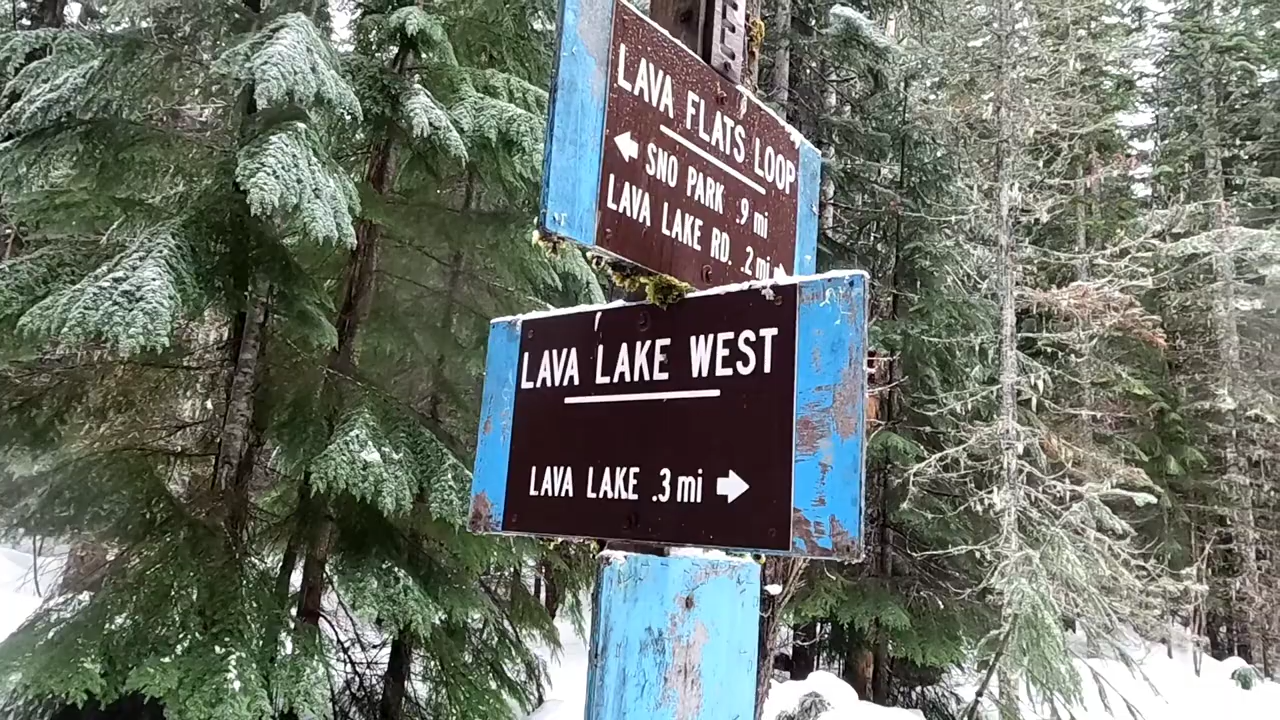 LAVA FLATS LOOP
← SNO PARK .9 mi
LAVA LAKE RD. .2 mi →
LAVA LAKE WEST
LAVA LAKE .3 mi →